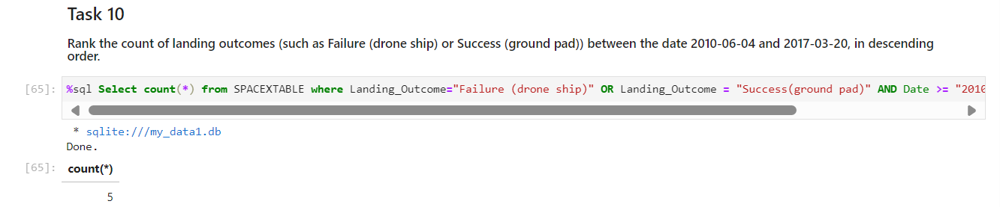 Task 10
Rank the count of landing outcomes (such as Failure (drone ship) or Success (ground pad)) between the date 2010-06-04 and 2017-03-20, in descending
order.
[65]: %sql Select count(*) from SPACEXTABLE where Landing_Outcome="Failure (drone ship)" OR Landing_Outcome = "Success(ground pad)" AND Date >= "2010
* sqlite:///my_data1.db
Done.
[65]: count(*)
5